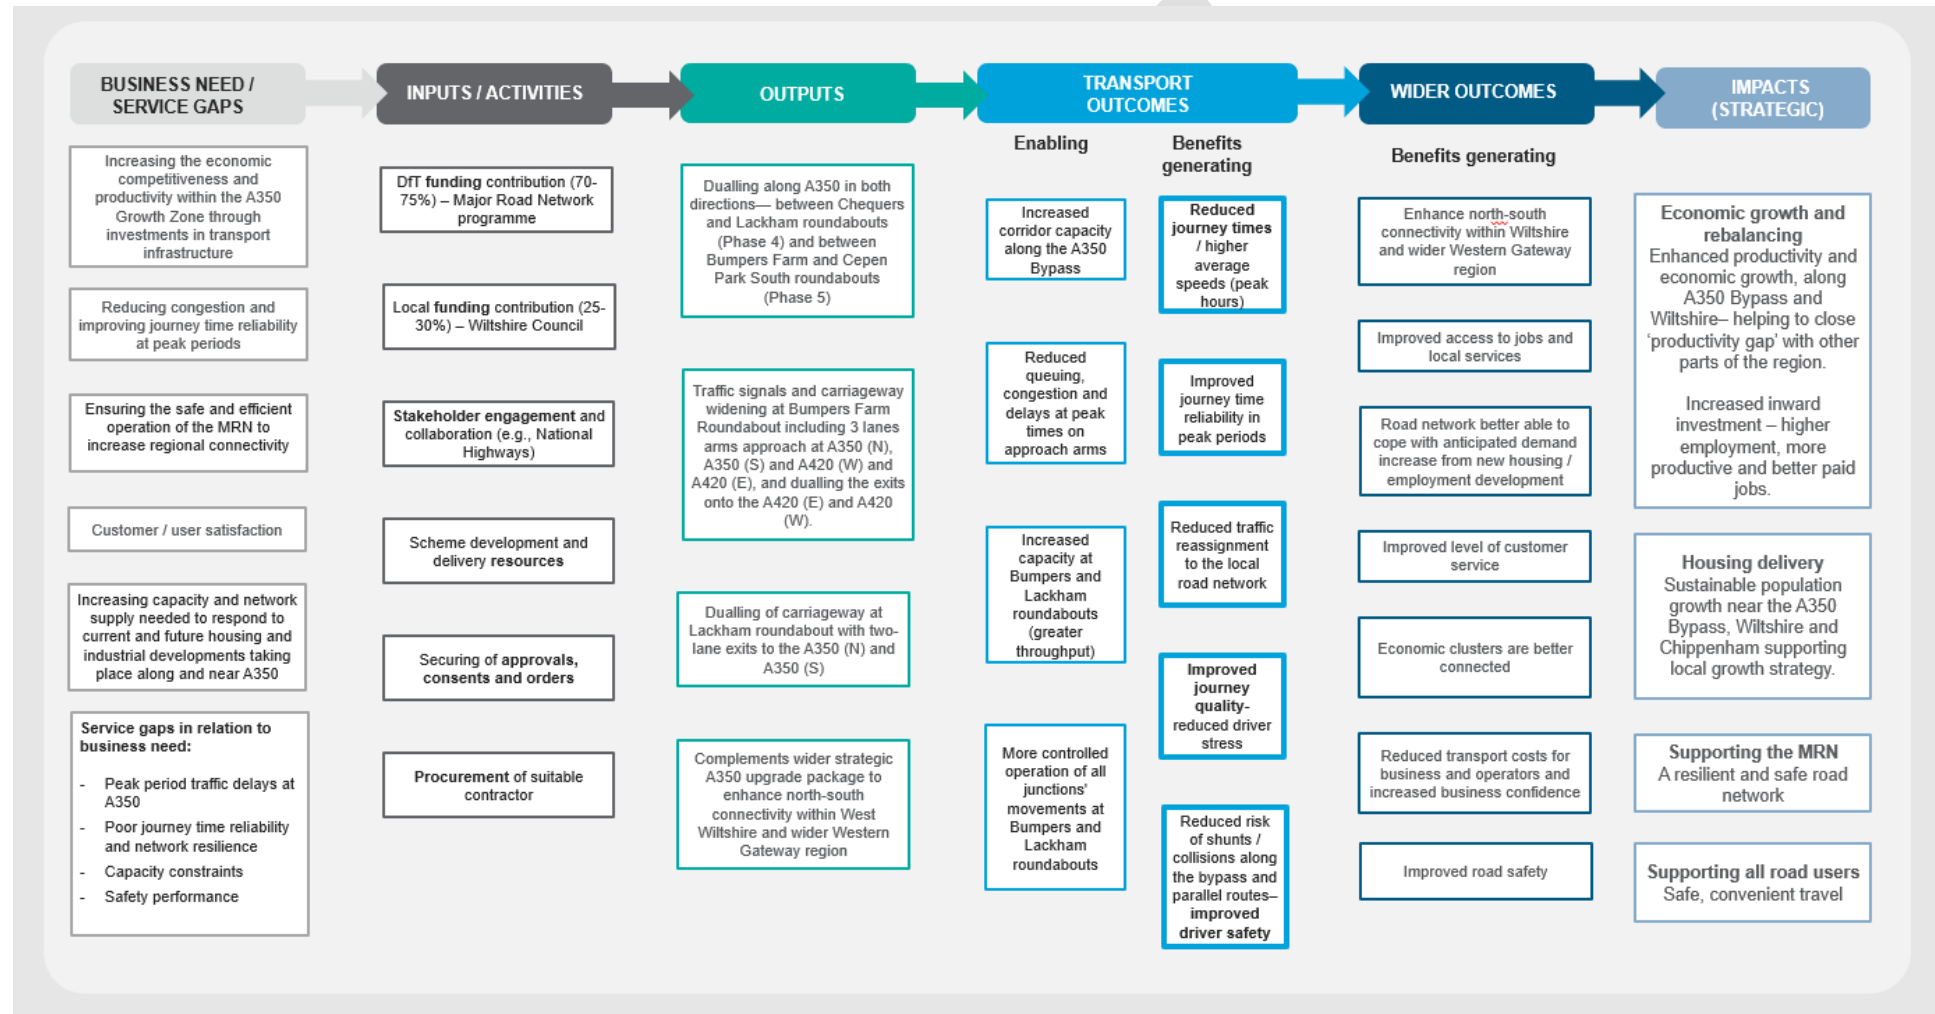 BUSINESS NEED /
SERVICE GAPS
INPUTS / ACTIVITIES
OUTPUTS
TRANSPORT
OUTCOMES
WIDER OUTCOMES
IMPACTS
(STRATEGIC)
Increasing the economic
competitiveness and
productivity within the A350
Growth Zone through
investments in transport
infrastructure
Reducing congestion and
improving journey time reliability
at peak periods
Ensuring the safe and efficient
operation of the MRN to
increase regional connectivity
Customer / user satisfaction
Increasing capacity and network
supply needed to respond to
current and future housing and
industrial developments taking
place along and near A350
Service gaps in relation to
business need:
- Peak period traffic delays at
A350
- Poor journey time reliability
and network resilience
- Capacity constraints
- Safety performance
DfT funding contribution (70-
75%) – Major Road Network
programme
Local funding contribution (25-
30%) – Wiltshire Council
Stakeholder engagement and
collaboration (e.g., National
Highways)
Scheme development and
delivery resources
Securing of approvals,
consents and orders
Procurement of suitable
contractor
Dualling along A350 in both
directions— between Chequers
and Lackham roundabouts
(Phase 4) and between
Bumpers Farm and Cepen
Park South roundabouts
(Phase 5)
Traffic signals and carriageway
widening at Bumpers Farm
Roundabout including 3 lanes
arms approach at A350 (N),
A350 (S) and A420 (W) and
A420 (E), and dualling the exits
onto the A420 (E) and A420
(W).
Dualling of carriageway at
Lackham roundabout with two-
lane exits to the A350 (N) and
A350 (S)
Complements wider strategic
A350 upgrade package to
enhance north-south
connectivity within West
Wiltshire and wider Western
Gateway region
Enabling
Increased
corridor capacity
along the A350
Bypass
Reduced
queuing,
congestion and
delays at peak
times on
approach arms
Increased
capacity at
Bumpers and
Lackham
roundabouts
(greater
throughput)
More controlled
operation of all
junctions'
movements at
Bumpers and
Lackham
roundabouts
Benefits
generating
Reduced
journey times
/ higher
average
speeds (peak
hours)
Improved
journey time
reliability in
peak periods
Reduced traffic
reassignment
to the local
road network
Improved
journey
quality-
reduced driver
stress
Reduced risk
of shunts /
collisions along
the bypass and
parallel routes–
improved
driver safety
Benefits generating
Enhance north-south
connectivity within Wiltshire
and wider Western Gateway
region
Improved access to jobs and
local services
Road network better able to
cope with anticipated demand
increase from new housing /
employment development
Improved level of customer
service
Economic clusters are better
connected
Reduced transport costs for
business and operators and
increased business confidence
Improved road safety
Economic growth and
rebalancing
Enhanced productivity and
economic growth, along
A350 Bypass and
Wiltshire– helping to close
‘productivity gap’ with other
parts of the region.
Increased inward
investment – higher
employment, more
productive and better paid
jobs.
Housing delivery
Sustainable population
growth near the A350
Bypass, Wiltshire and
Chippenham supporting
local growth strategy.
Supporting the MRN
A resilient and safe road
network
Supporting all road users
Safe, convenient travel